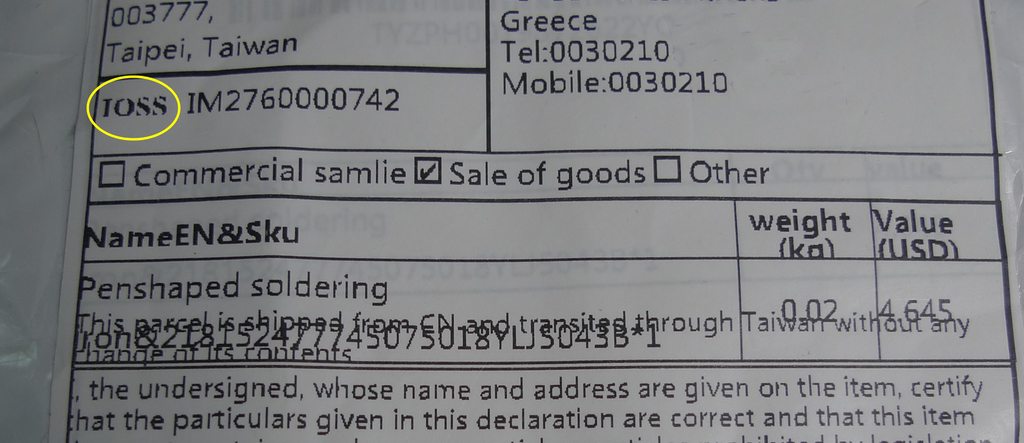 003777,
Taipei, Taiwan
Greece
Tel:0030210
Mobile:0030210
IOSS IM2760000742
Commercial samlie Sale of goods Other
NameEN&Sku weight (kg) Value (USD)
Penshaped soldering
0.02 4.645
This parcel is shipped from CN and transited through Taiwan without any
Iron&2181524777745075018YLJ5043B*1
change of its contents
, the undersigned, whose name and address are given on the item, certify
that the particulars given in this declaration are correct and that this item